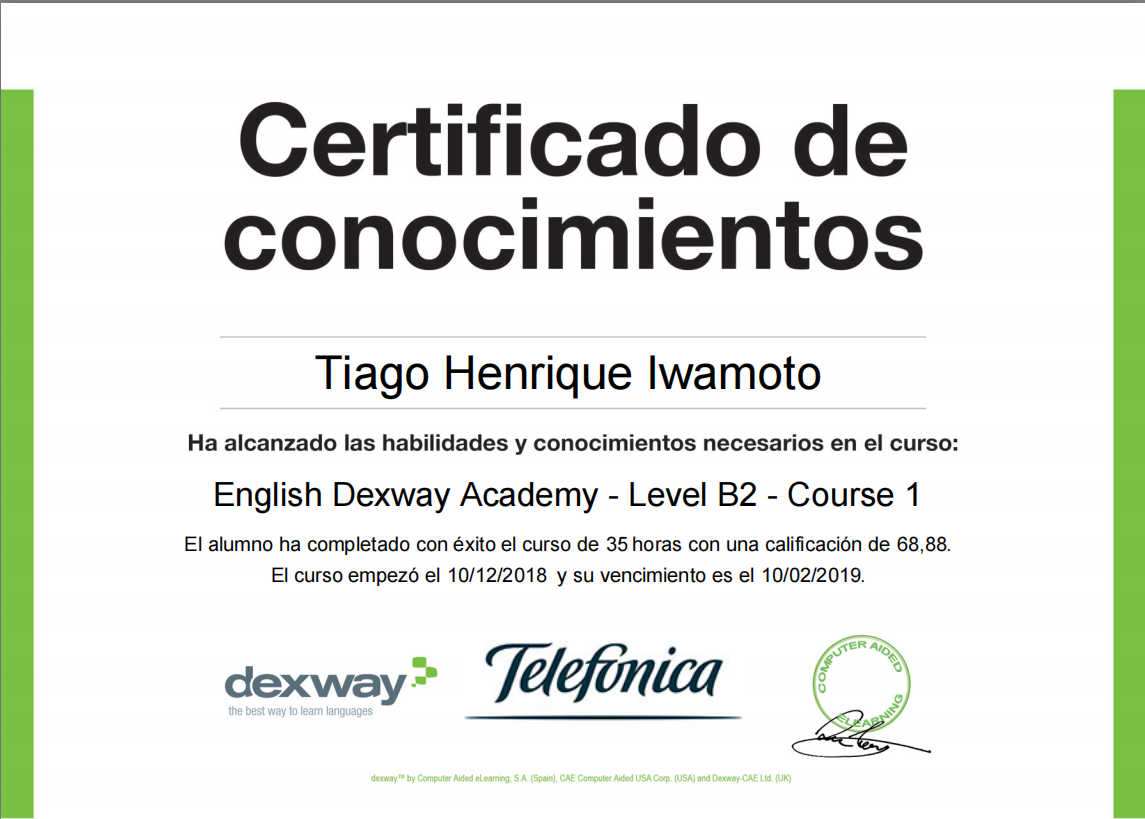 Certificado de
conocimientos
Tiago Henrique Iwamoto
Ha alcanzado las habilidades y conocimientos necesarios en el curso:
English Dexway Academy - Level B2 - Course 1
El alumno ha completado con éxito el curso de 35 horas con una calificación de 68,88.
El curso empezó el 10/12/2018 y su vencimiento es el 10/02/2019.
dexway
the best way to learn languages
Telefónica
COMPUTER AIDED
ELEARNING
dexway™ by Computer Aided eLearning, S.A. (Spain), CAE Computer Aided USA Corp. (USA) and Dexway-CAE Ltd. (UK)